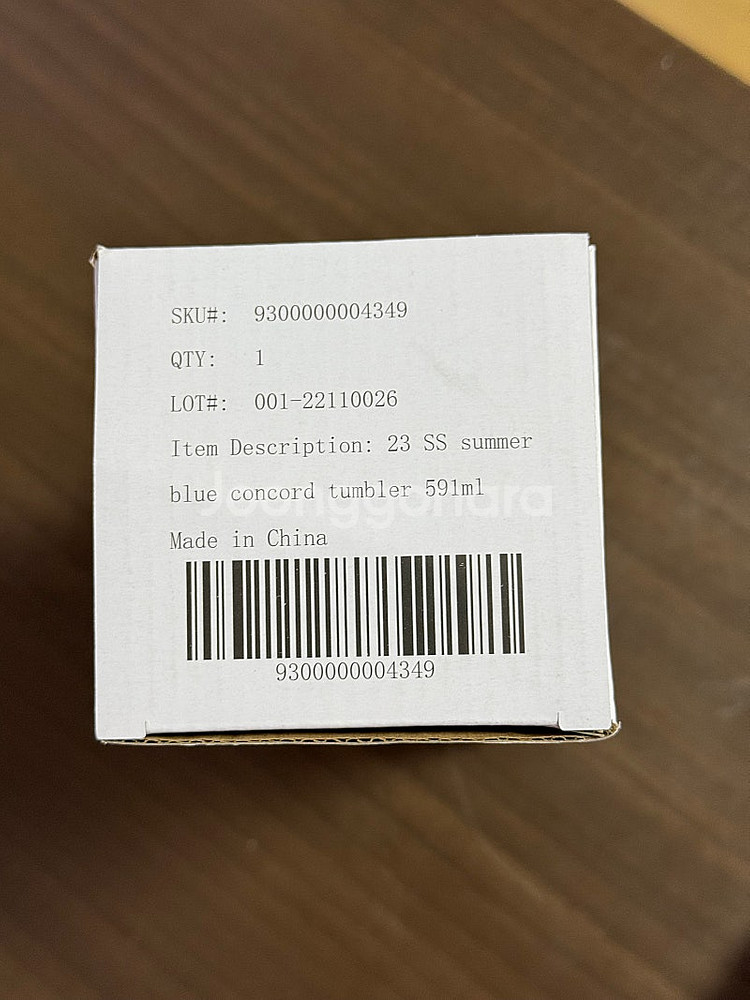 SKU#: 9300000004349
QTY: 1
LOT#: 001-22110026
Item Description: 23 SS summer
blue concord tumbler 591ml
Joonggonara
Made in China
9300000004349